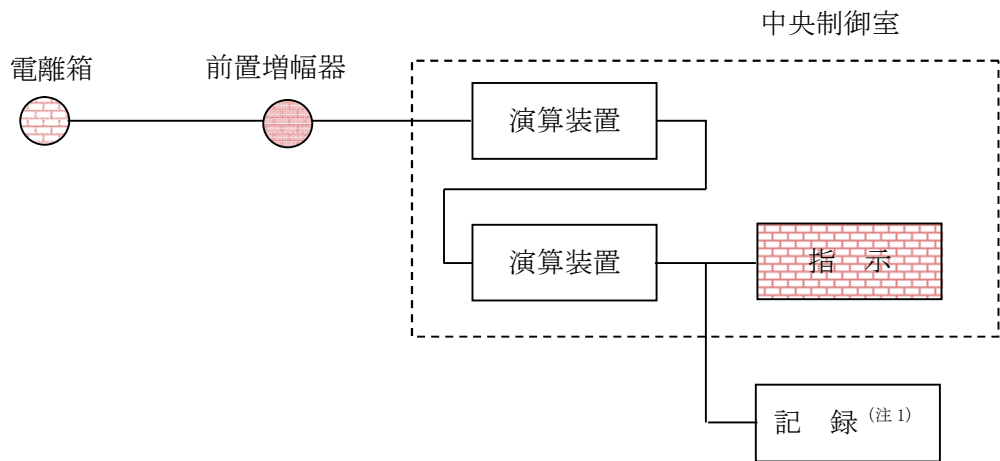 中央制御室
電離箱
前置増幅器
演算装置
演算装置
指 示
記 録 (注1)